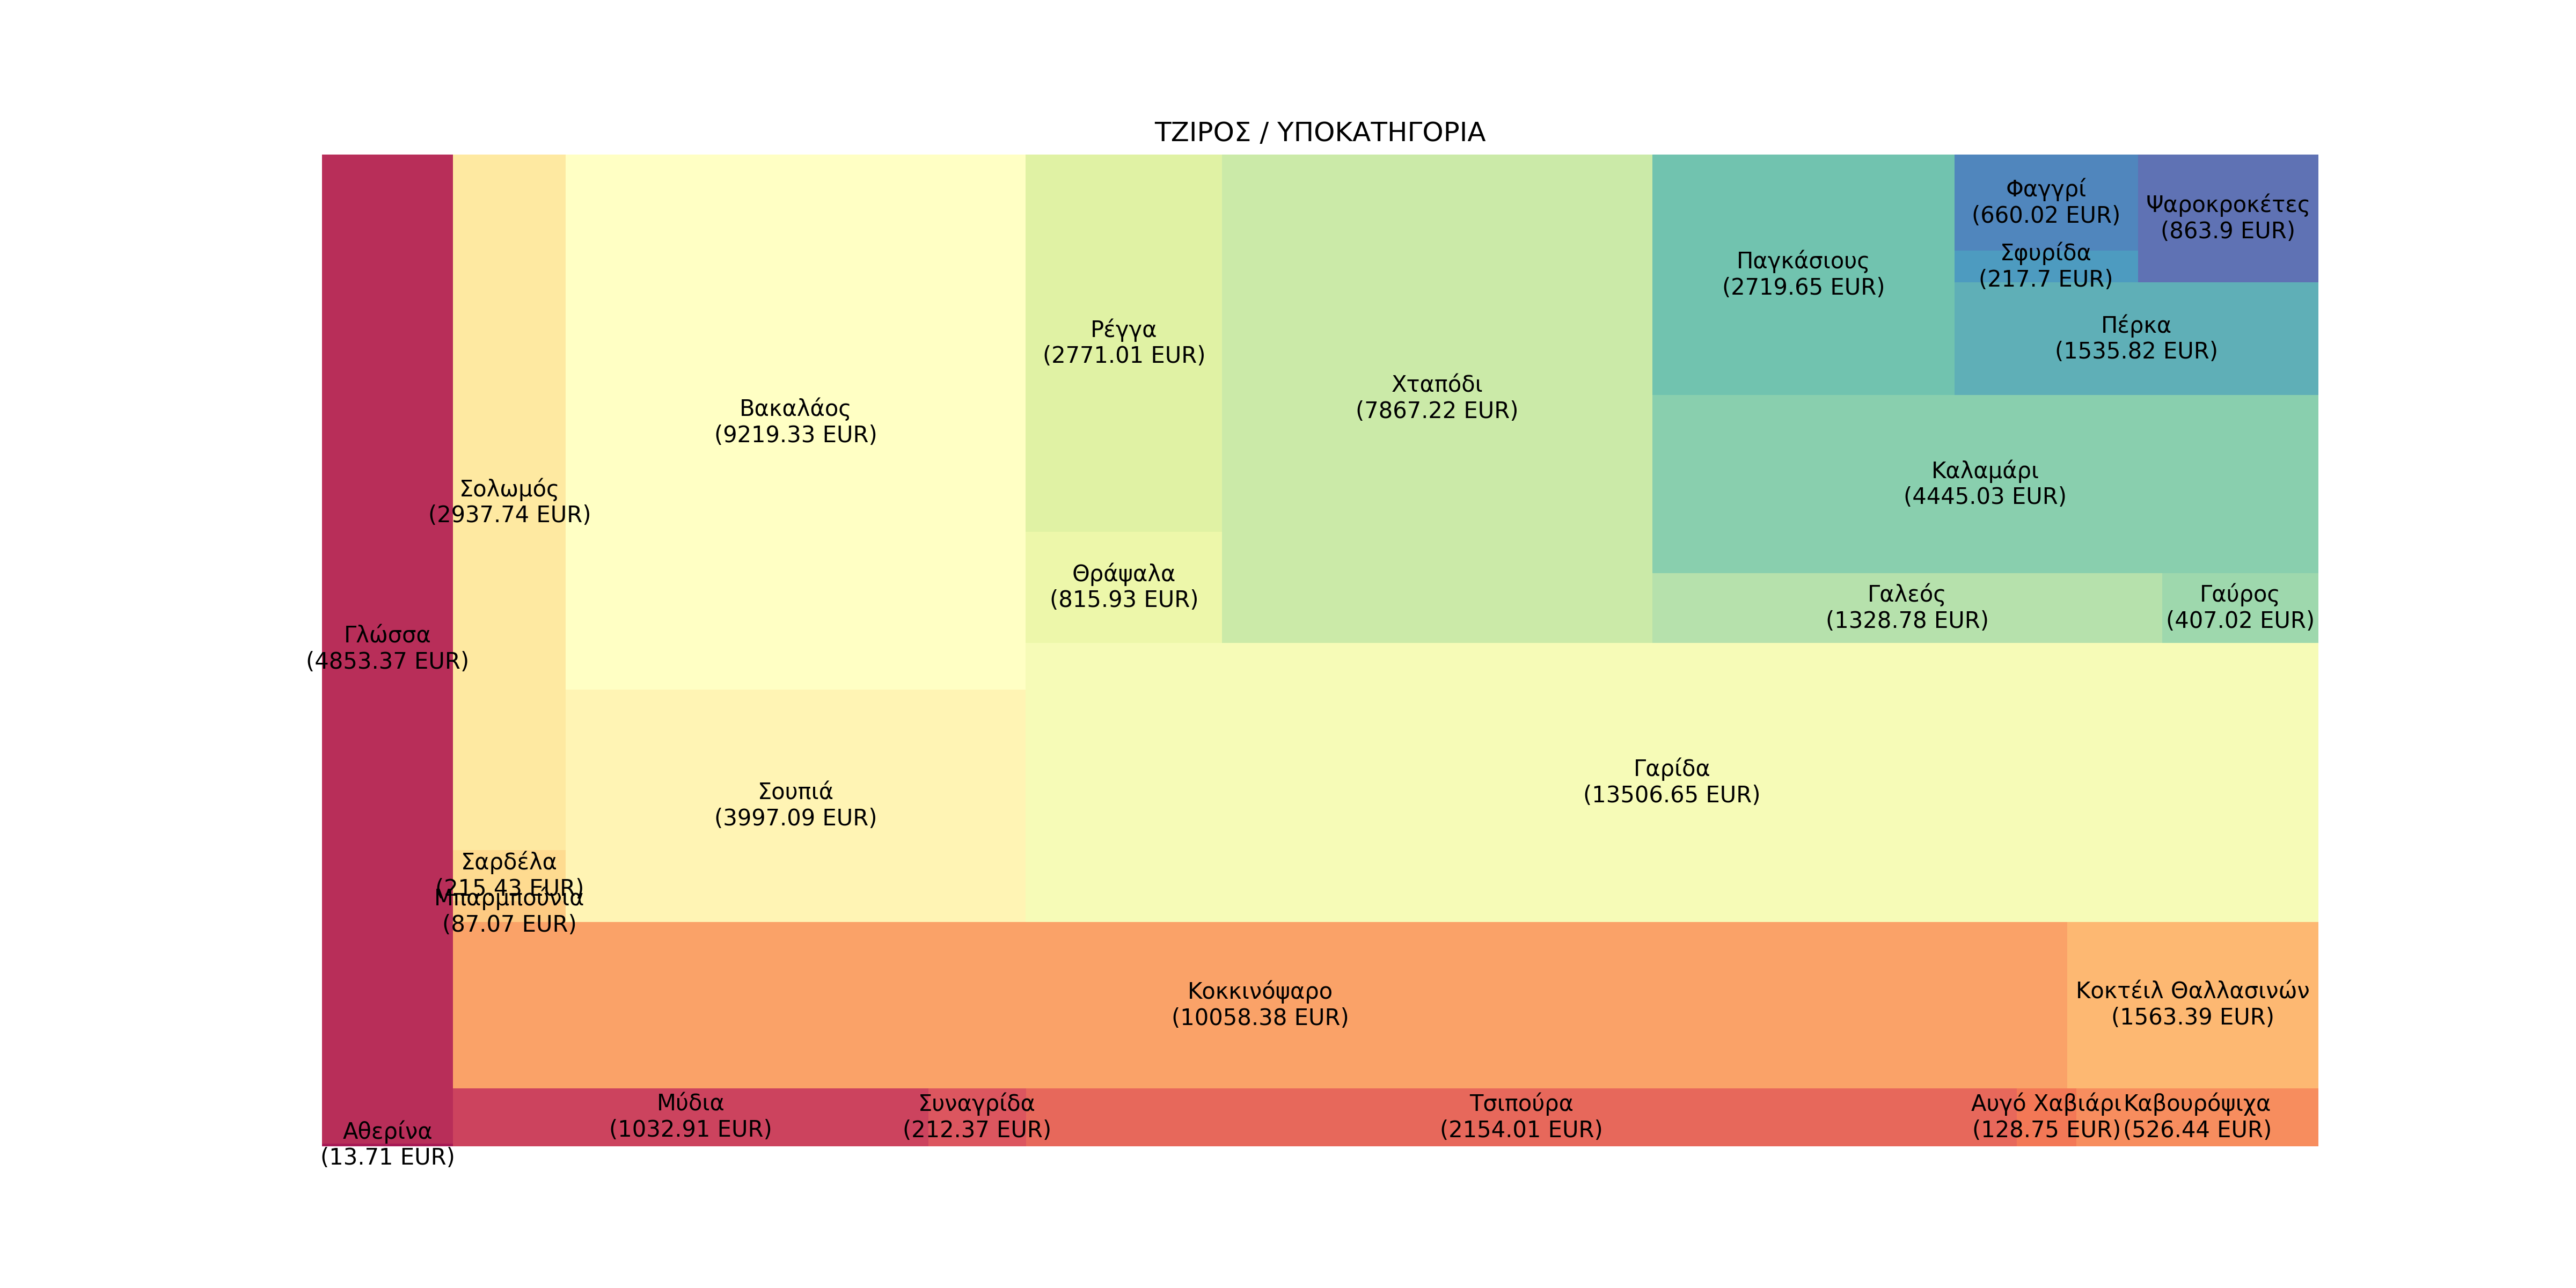 ΤΖΙΡΟΣ / ΥΠΟΚΑΤΗΓΟΡΙΑ
Φαγγρί
(660.02 EUR)
Ψαροκροκέτες
(863.9 EUR)
Σφυρίδα
(217.7 EUR)
Παγκάσιους
(2719.65 EUR)
Πέρκα
(1535.82 EUR)
Ρέγγα
(2771.01 EUR)
Χταπόδι
(7867.22 EUR)
Βακαλάος
(9219.33 EUR)
Καλαμάρι
(4445.03 EUR)
Σολωμός
(2937.74 EUR)
Θράψαλα
(815.93 EUR)
Γαλεός
(1328.78 EUR)
Γαύρος
(407.02 EUR)
Γλώσσα
(4853.37 EUR)
Γαρίδα
(13506.65 EUR)
Σουπιά
(3997.09 EUR)
Σαρδέλα
(215.43 EUR)
Μπαρμπούνια
(87.07 EUR)
Κοκκινόψαρο
(10058.38 EUR)
Κοκτέιλ Θαλλασινών
(1563.39 EUR)
Μύδια
(1032.91 EUR)
Συναγρίδα
(212.37 EUR)
Τσιπούρα
(2154.01 EUR)
Αυγό Χαβιάρι
(128.75 EUR)
Καβουρόψιχα
(526.44 EUR)
Αθερίνα
(13.71 EUR)